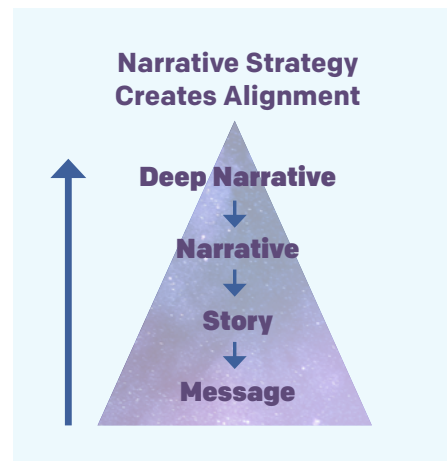 Narrative Strategy
Creates Alignment
Deep Narrative
Narrative
Story
Message